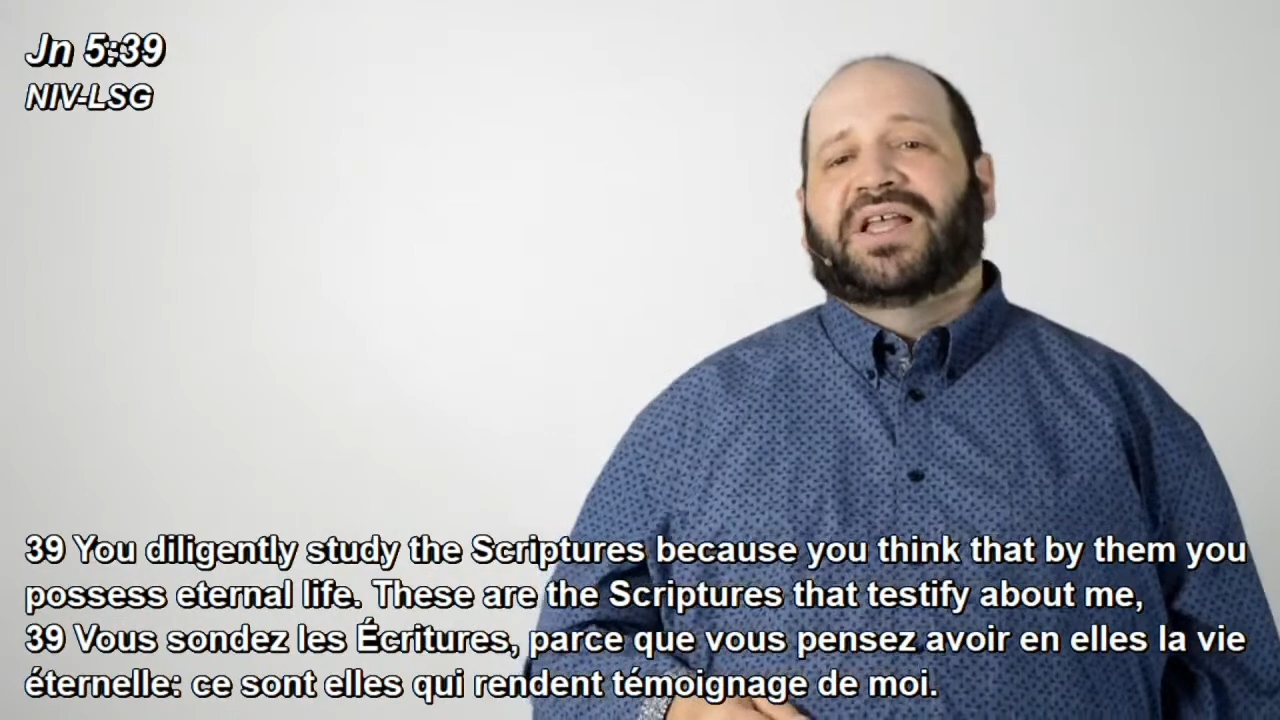 Jn 5:39
NIV-LSG
39 You diligently study the Scriptures because you think that by them you
possess eternal life. These are the Scriptures that testify about me,
39 Vous sondez les Écritures, parce que vous pensez avoir en elles la vie
éternelle: ce sont elles qui rendent témoignage de moi.